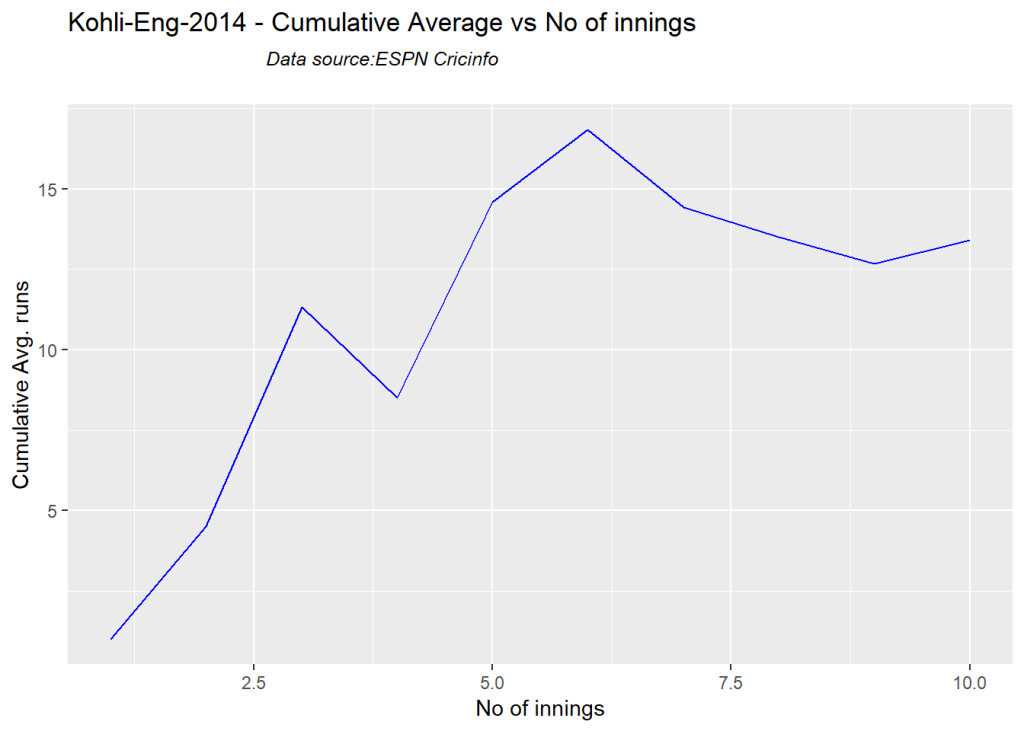 Kohli-Eng-2014 - Cumulative Average vs No of innings
Data source:ESPN Cricinfo
Cumulative Avg. runs
15
10
5
2.5 5.0 7.5 10.0
No of innings